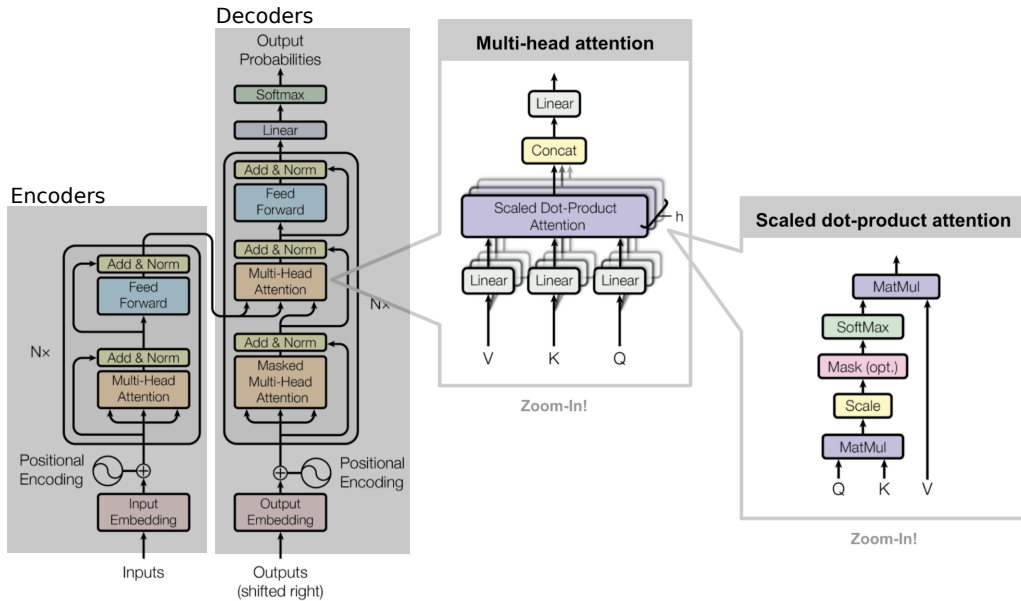 Decoders
Output
Probabilities
Softmax
Linear
Add & Norm
Feed
Forward
Add & Norm
Multi-Head
Attention
N×
Add & Norm
Masked
Multi-Head
Attention
Positional
Encoding
Output
Embedding
Outputs
(shifted right)
Encoders
Add & Norm
Feed
Forward
N×
Add & Norm
Multi-Head
Attention
Positional
Encoding
Input
Embedding
Inputs
Multi-head attention
Linear
Concat
Scaled Dot-Product
Attention
h
Linear Linear Linear
V K Q
Zoom-In!
Scaled dot-product attention
MatMul
SoftMax
Mask (opt.)
Scale
MatMul
Q K V
Zoom-In!